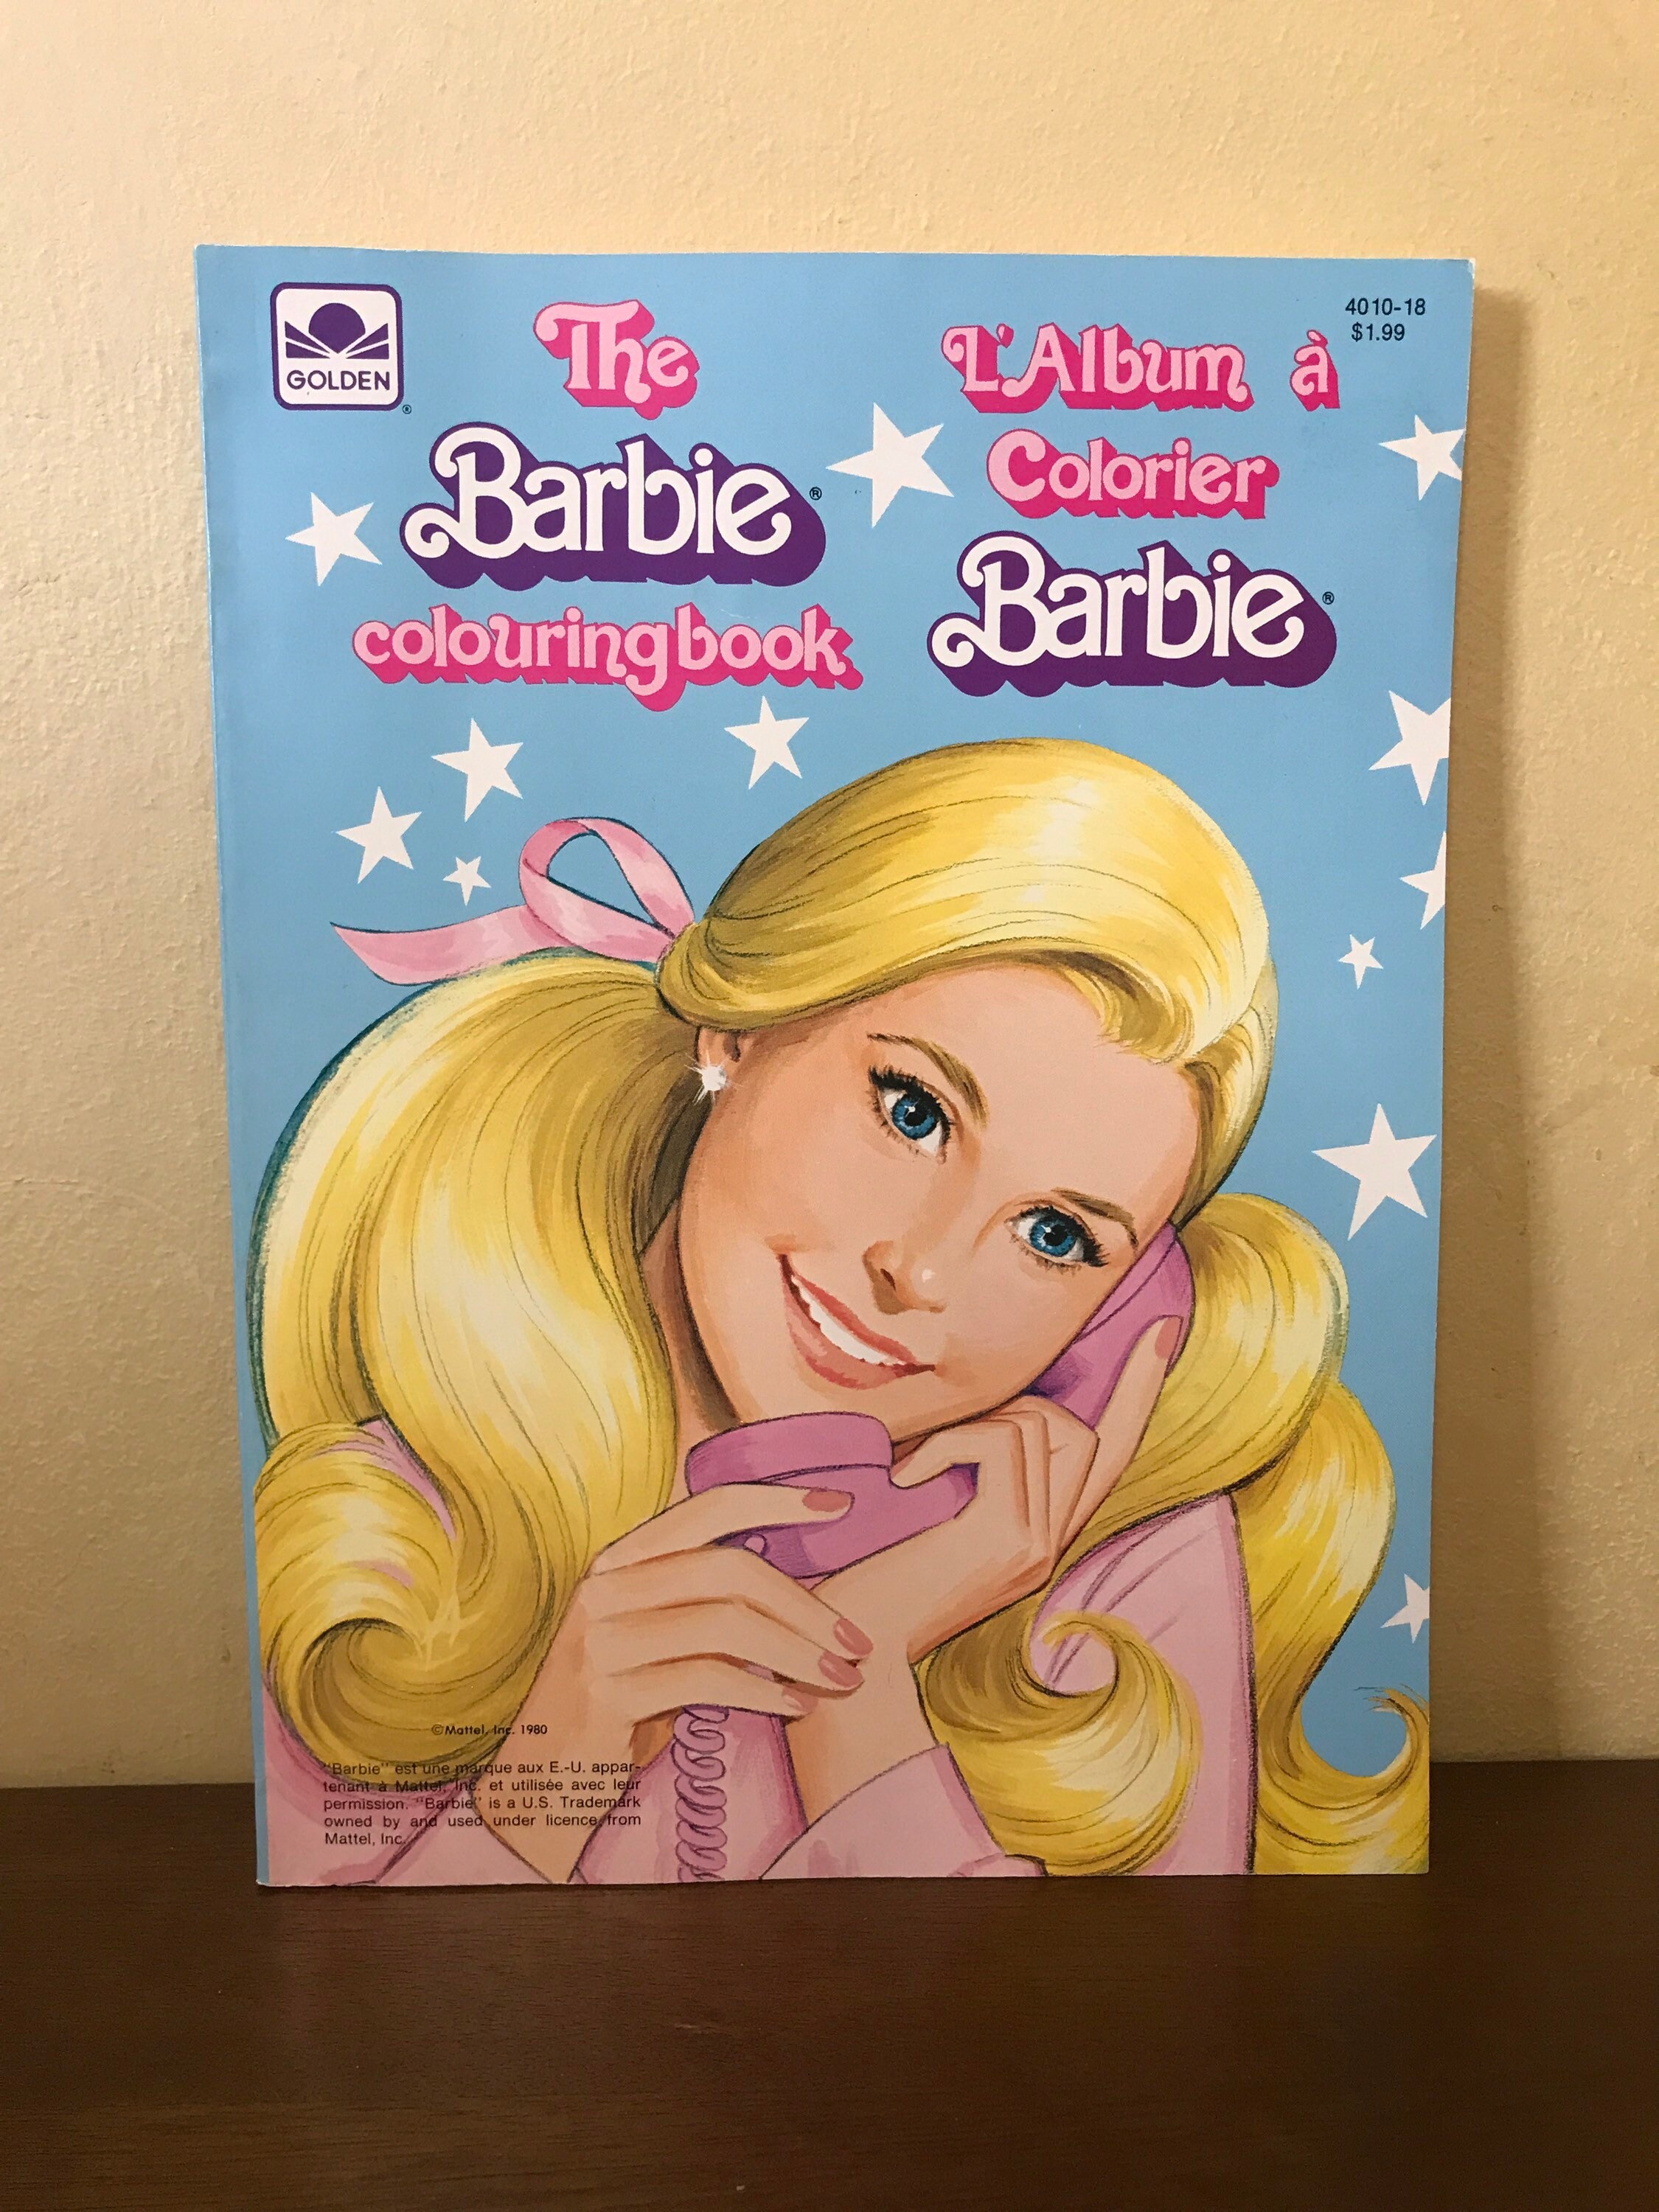 GOLDEN
®
The
Barbie®
colouring book
L'Album à
Colorier
Barbie®
4010-18
$1.99
©Mattel, Inc. 1980
"Barbie" est une marque aux E.-U. appar-
tenant à Mattel, Inc. et utilisée avec leur
permission. "Barbie" is a U.S. Trademark
owned by and used under licence from
Mattel, Inc.